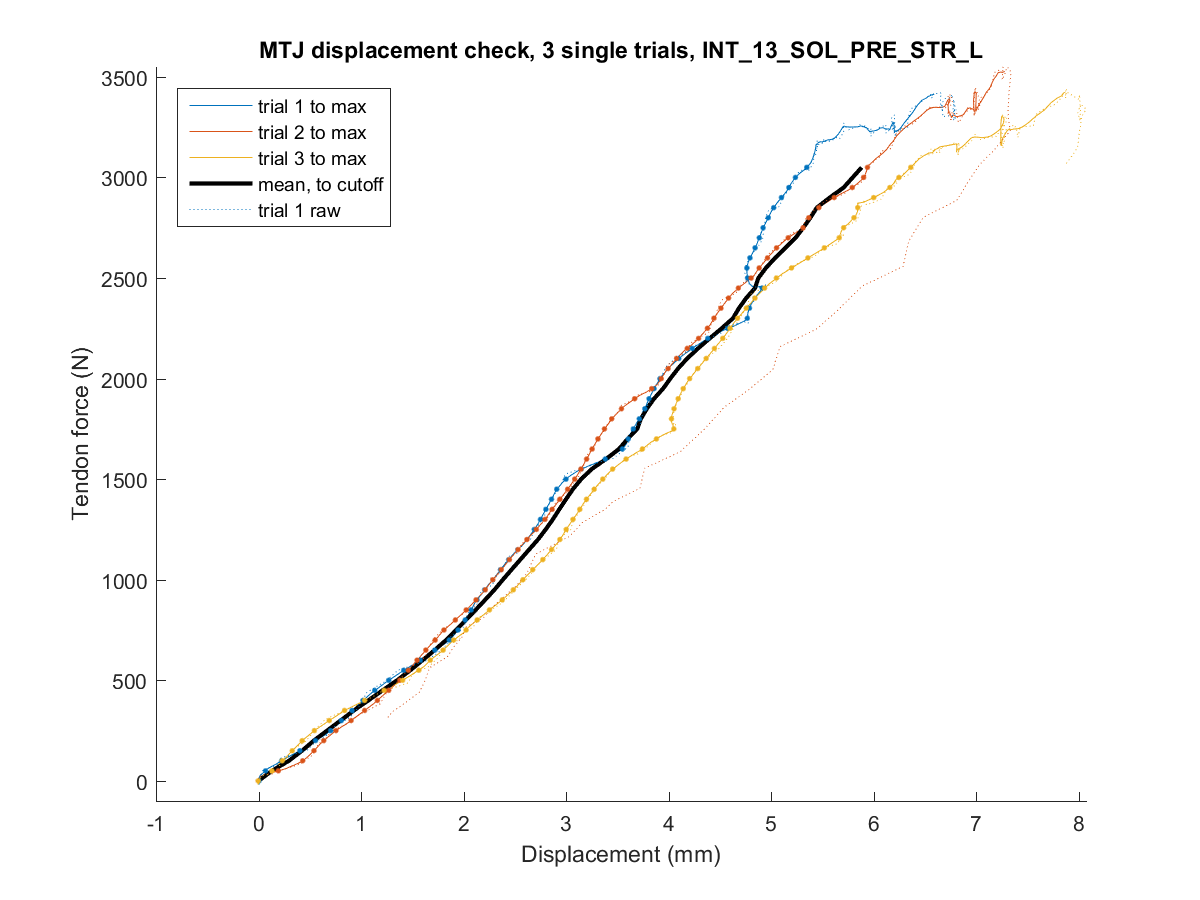 MTJ displacement check, 3 single trials, INT_13_SOL_PRE_STR_L
3500
3000
2500
2000
1500
1000
500
0
Tendon force (N)
trial 1 to max
trial 2 to max
trial 3 to max
mean, to cutoff
trial 1 raw
-1 0 1 2 3 4 5 6 7 8
Displacement (mm)